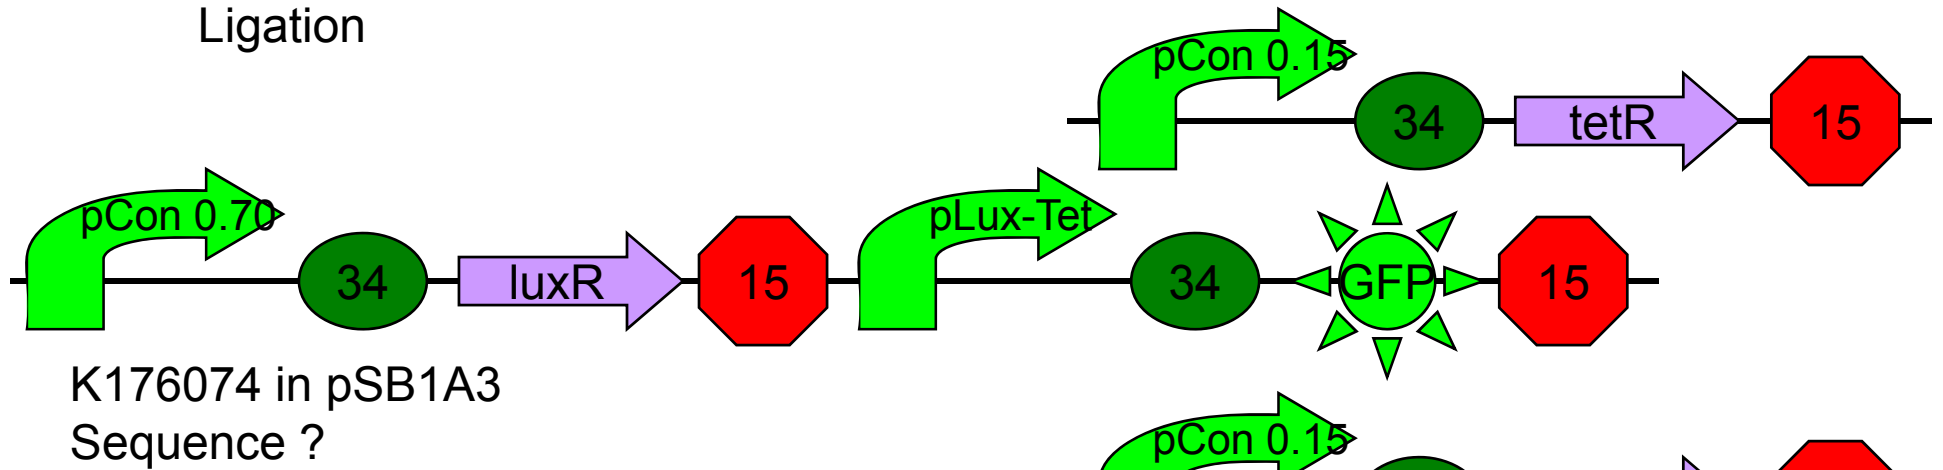 Ligation
pCon 0.15
34 tetR 15
pCon 0.70 pLux-Tet
34 luxR 15 34 GFP 15
K176074 in pSB1A3
Sequence ?
pCon 0.15